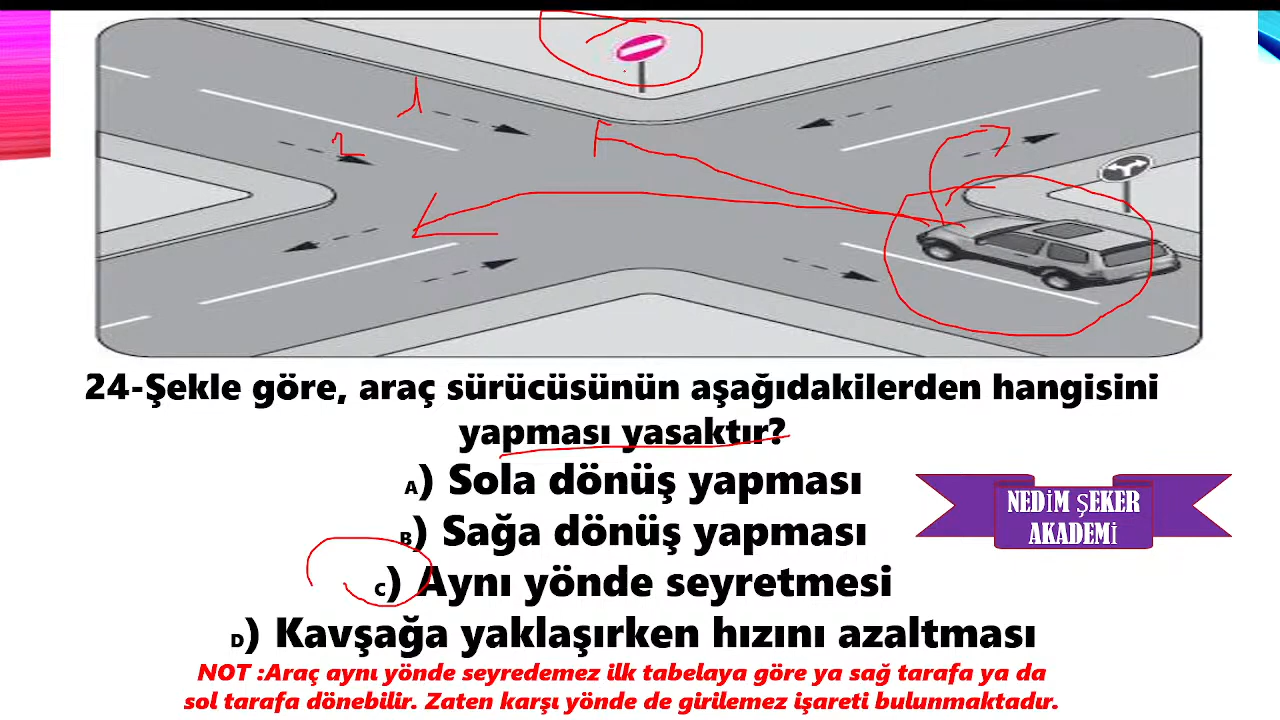 1
2
24-Şekle göre, araç sürücüsünün aşağıdakilerden hangisini
yapması yasaktır?
A) Sola dönüş yapması
B) Sağa dönüş yapması
C) Aynı yönde seyretmesi
D) Kavşağa yaklaşırken hızını azaltması
NEDİM ŞEKER
AKADEMİ
NOT :Araç aynı yönde seyredemez ilk tabelaya göre ya sağ tarafa ya da
sol tarafa dönebilir. Zaten karşı yönde de girilemez işareti bulunmaktadır.